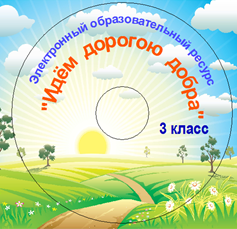 Электронный образовательный ресурс
"Идём дорогою добра"
3 класс